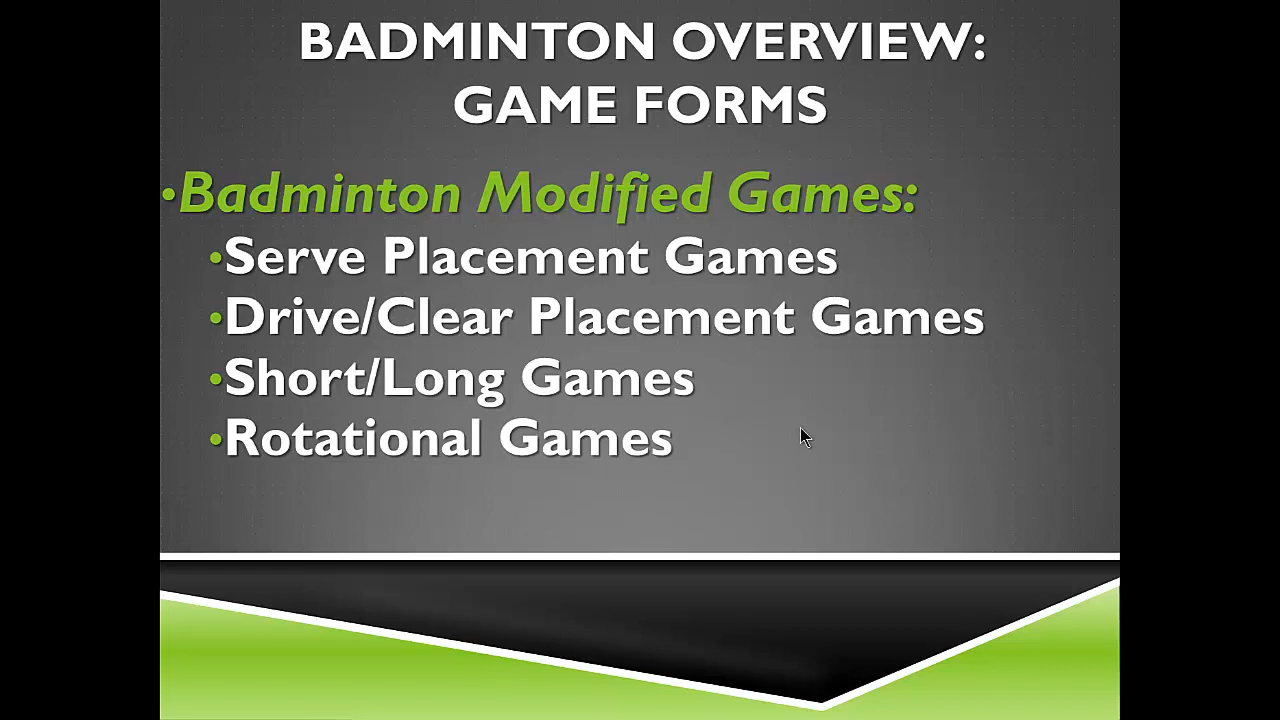 BADMINTON OVERVIEW:
GAME FORMS
•Badminton Modified Games:
•Serve Placement Games
•Drive/Clear Placement Games
•Short/Long Games
•Rotational Games